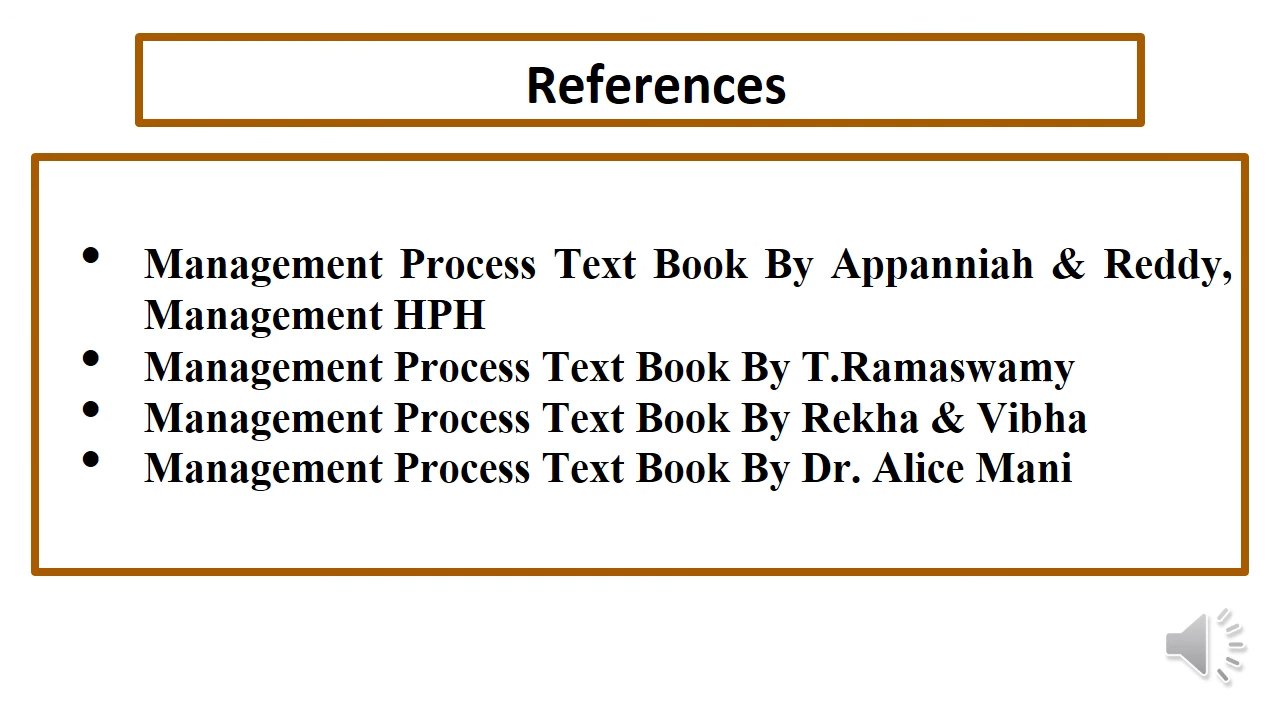 References
• Management Process Text Book By Appanniah & Reddy,
Management HPH
• Management Process Text Book By T.Ramaswamy
• Management Process Text Book By Rekha & Vibha
• Management Process Text Book By Dr. Alice Mani